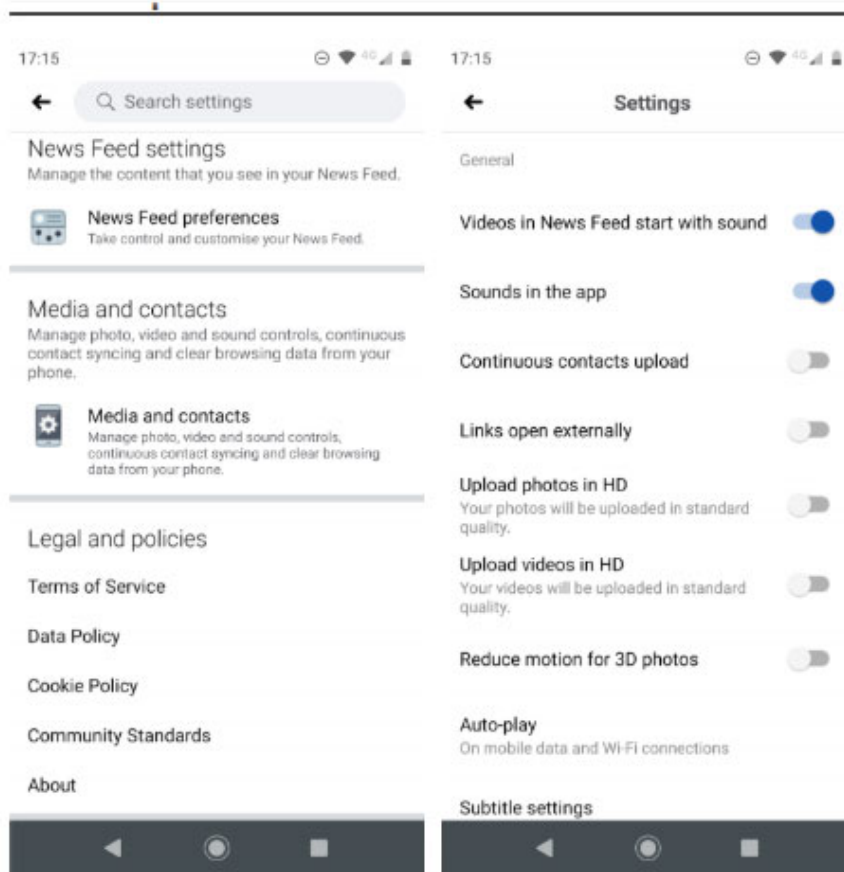 17:15
4G
Search settings
News Feed settings
Manage the content that you see in your News Feed.
News Feed preferences
Take control and customise your News Feed.
Media and contacts
Manage photo, video and sound controls, continuous
contact syncing and clear browsing data from your
phone.
Media and contacts
Manage photo, video and sound controls,
continuous contact syncing and clear browsing
data from your phone.
Legal and policies
Terms of Service
Data Policy
Cookie Policy
Community Standards
About
17:15
4G
Settings
General
Videos in News Feed start with sound
Sounds in the app
Continuous contacts upload
Links open externally
Upload photos in HD
Your photos will be uploaded in standard
quality.
Upload videos in HD
Your videos will be uploaded in standard
quality.
Reduce motion for 3D photos
Auto-play
On mobile data and Wi-Fi connections
Subtitle settings